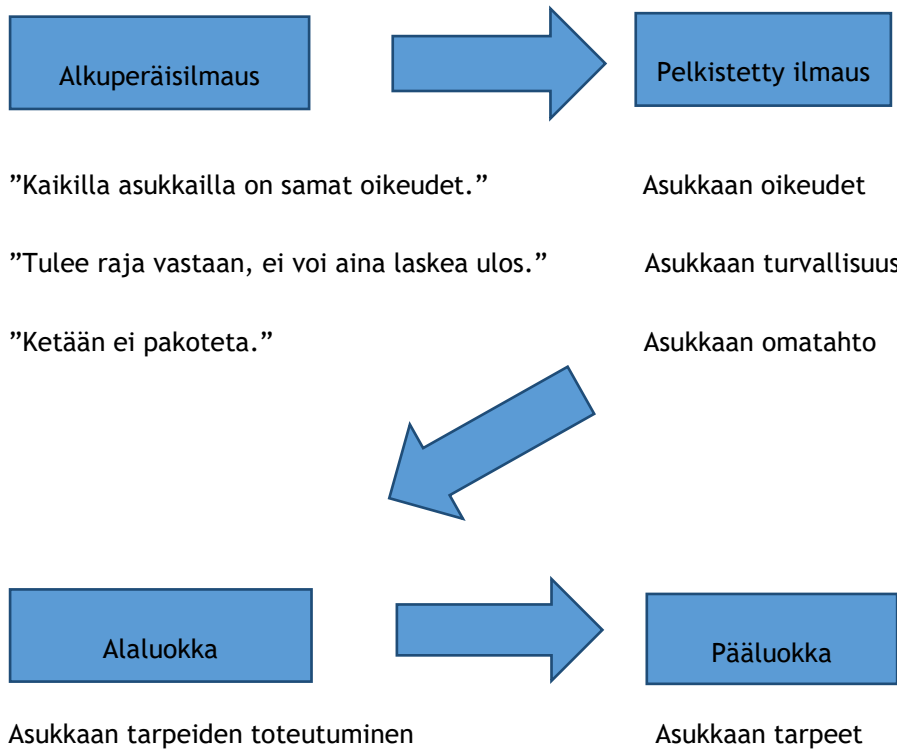 Alkuperäisilmaus
Pelkistetty ilmaus
”Kaikilla asukkailla on samat oikeudet.” Asukkaan oikeudet
”Tulee raja vastaan, ei voi aina laskea ulos.” Asukkaan turvallisuus
”Ketään ei pakoteta.” Asukkaan omatahto
Alaluokka
Pääluokka
Asukkaan tarpeiden toteutuminen Asukkaan tarpeet